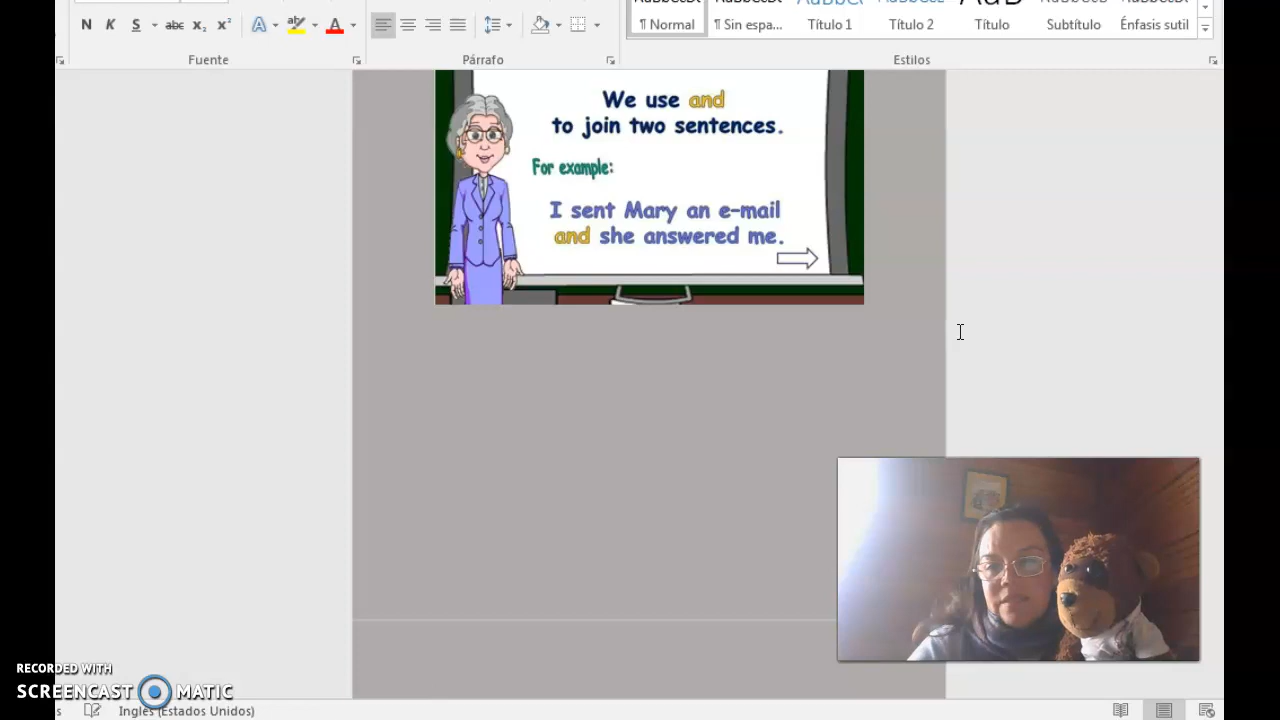 N K S abc x₂ x² A ab A
¶ Normal ¶ Sin espa... Título 1 Título 2 Título Subtítulo Énfasis sutil
Fuente Párrafo Estilos
We use and
to join two sentences.
For example:
I sent Mary an e-mail
and she answered me.
RECORDED WITH
SCREENCAST MATIC
s Inglés (Estados Unidos)